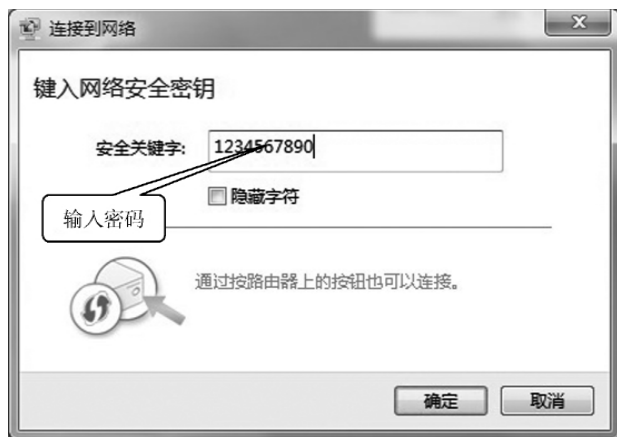 连接到网络
键入网络安全密钥
安全关键字: 1234567890
隐藏字符
输入密码
通过按路由器上的按钮也可以连接。
确定 取消